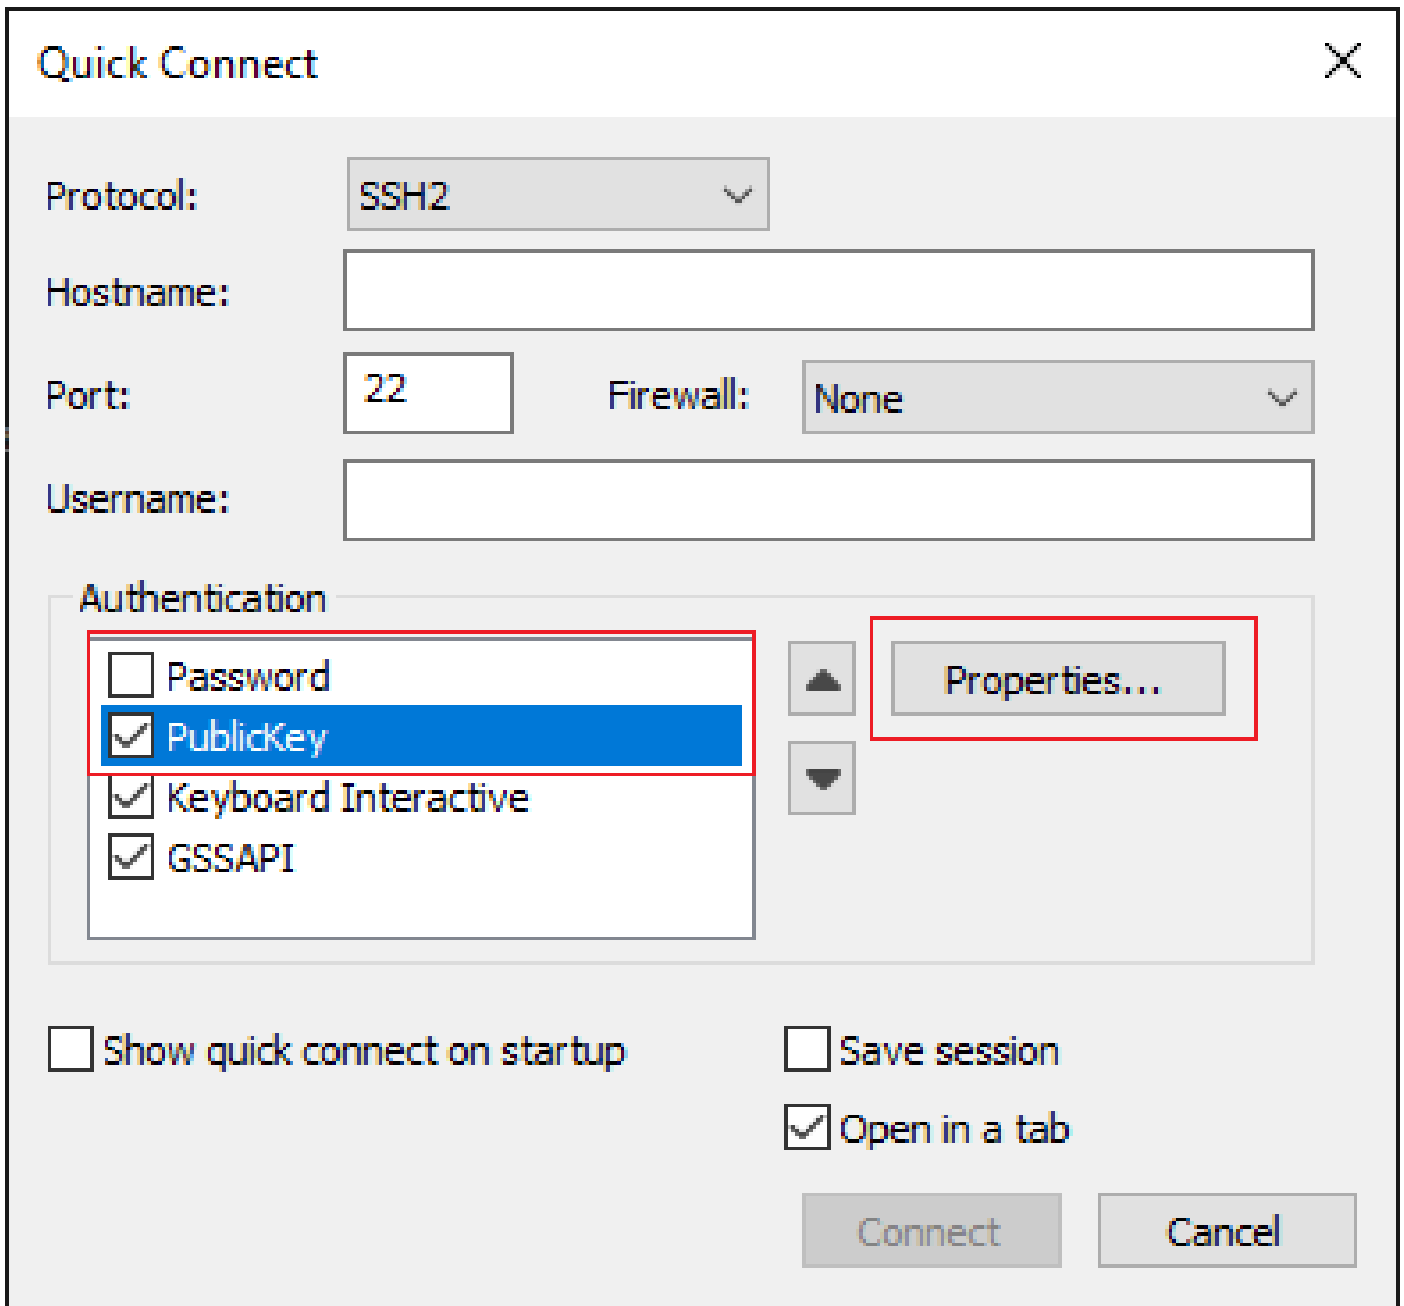 Quick Connect
Protocol: SSH2
Hostname:
Port: 22 Firewall: None
Username:
Authentication
Password
PublicKey
Keyboard Interactive
GSSAPI
Properties...
Show quick connect on startup
Save session
Open in a tab
Connect Cancel